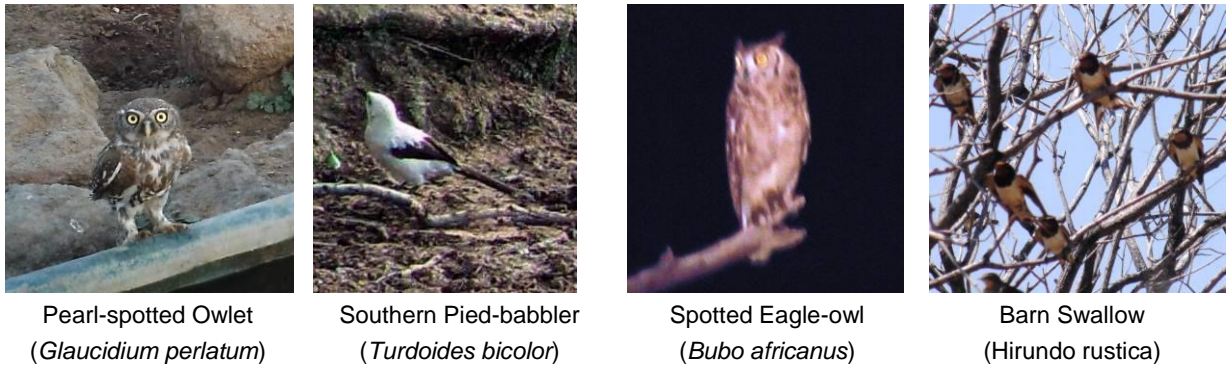 Pearl-spotted Owlet
(Glaucidium perlatum)
Southern Pied-babbler
(Turdoides bicolor)
Spotted Eagle-owl
(Bubo africanus)
Barn Swallow
(Hirundo rustica)